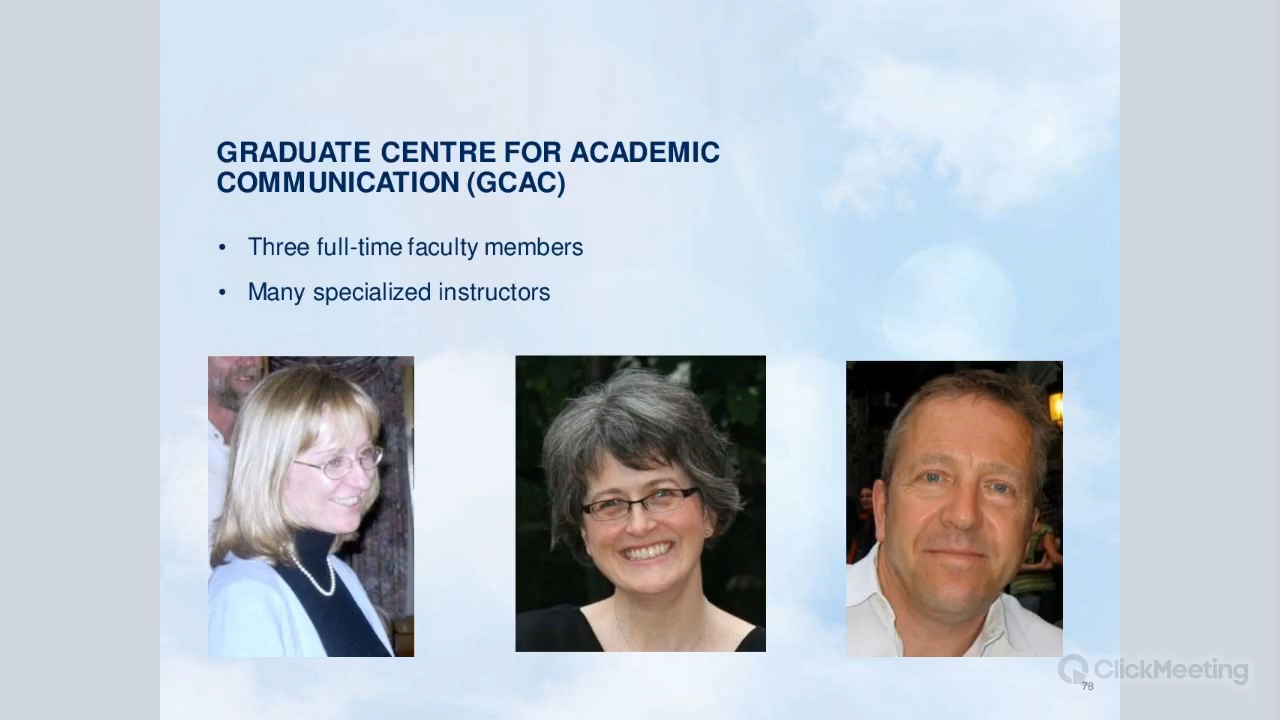 GRADUATE CENTRE FOR ACADEMIC
COMMUNICATION (GCAC)
• Three full-time faculty members
• Many specialized instructors
ClickMeeting
78